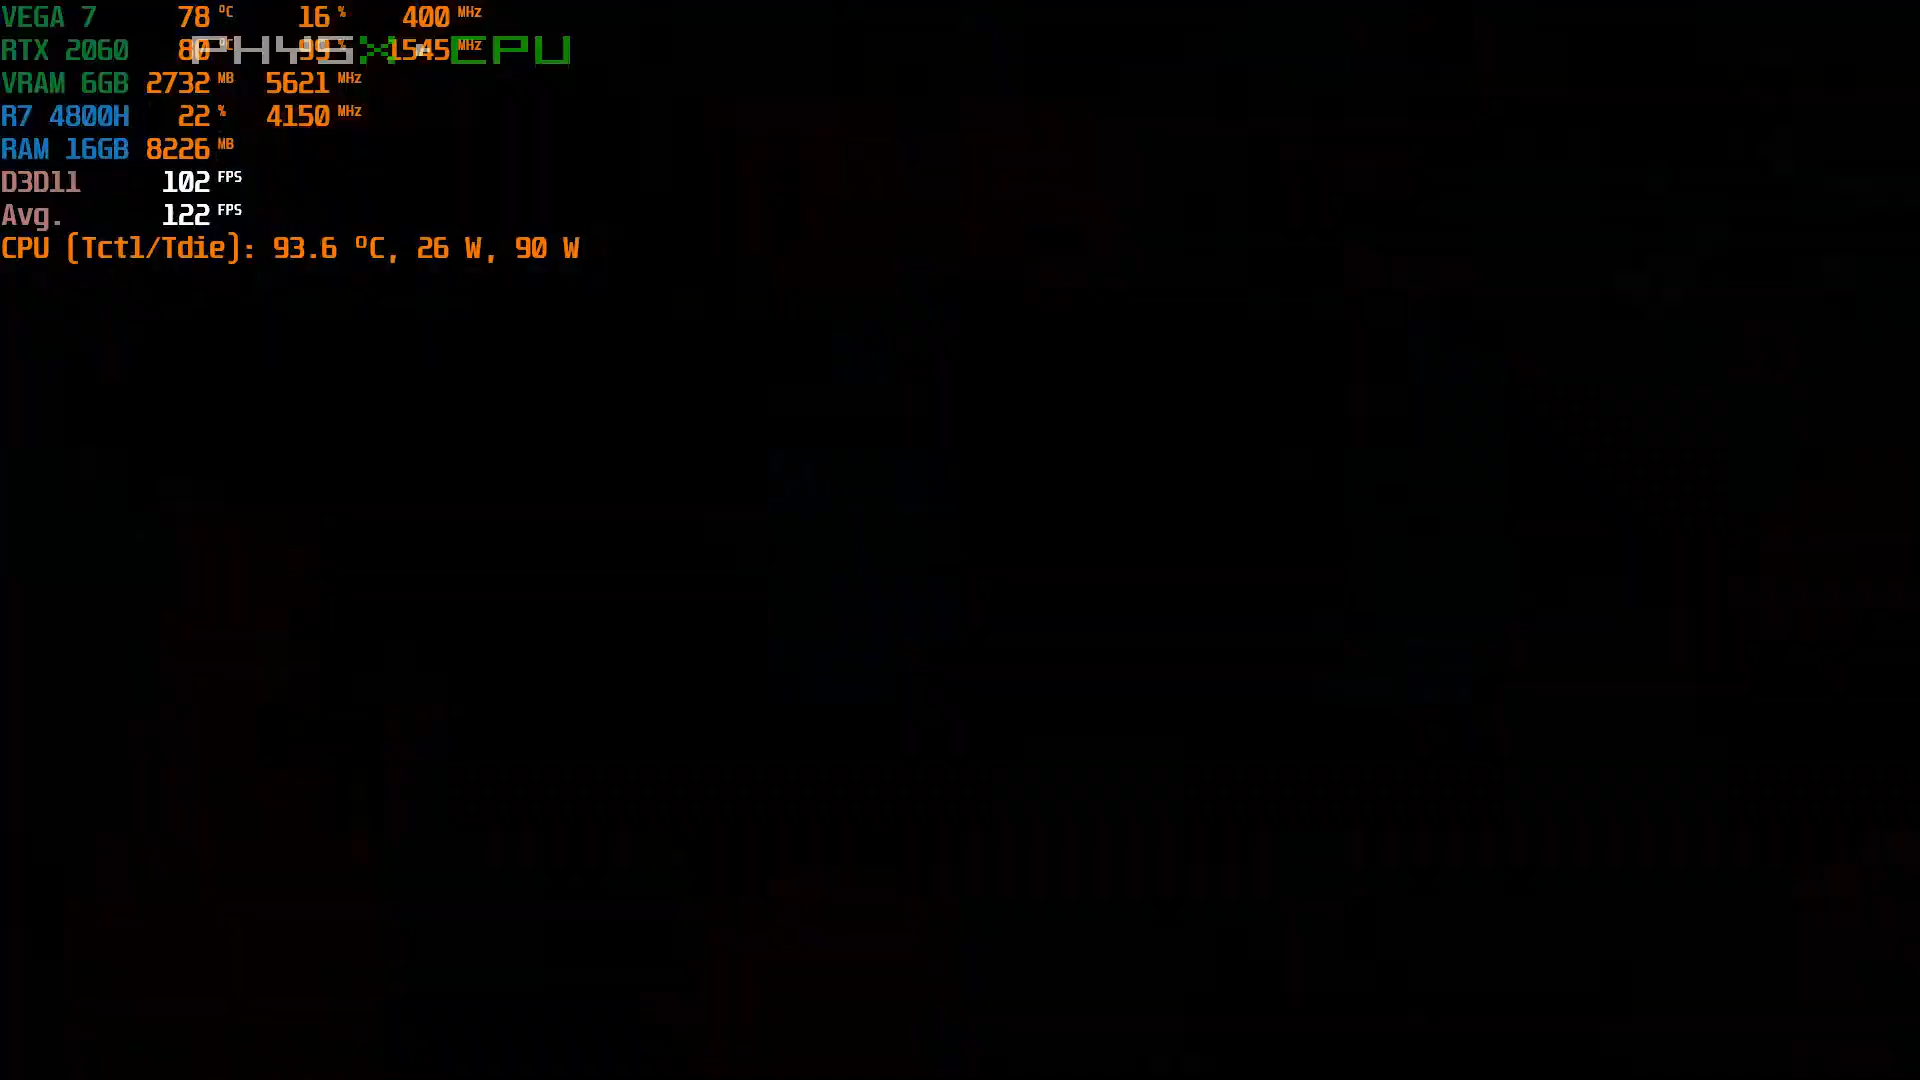 VEGA 7 78 °C 16 % 400 MHz
RTX 2060 80 °C 99 % 1545 MHz
PHYSX - CPU
VRAM 6GB 2732 MB 5621 MHz
R7 4800H 22 % 4150 MHz
RAM 16GB 8226 MB
D3D11 102 FPS
Avg. 122 FPS
CPU (Tctl/Tdie): 93.6 °C, 26 W, 90 W